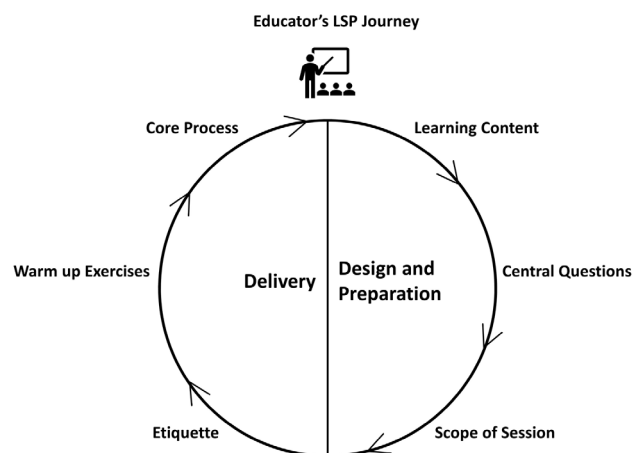 Educator’s LSP Journey
Core Process
Learning Content
Warm up Exercises
Delivery
Design and
Preparation
Central Questions
Etiquette
Scope of Session